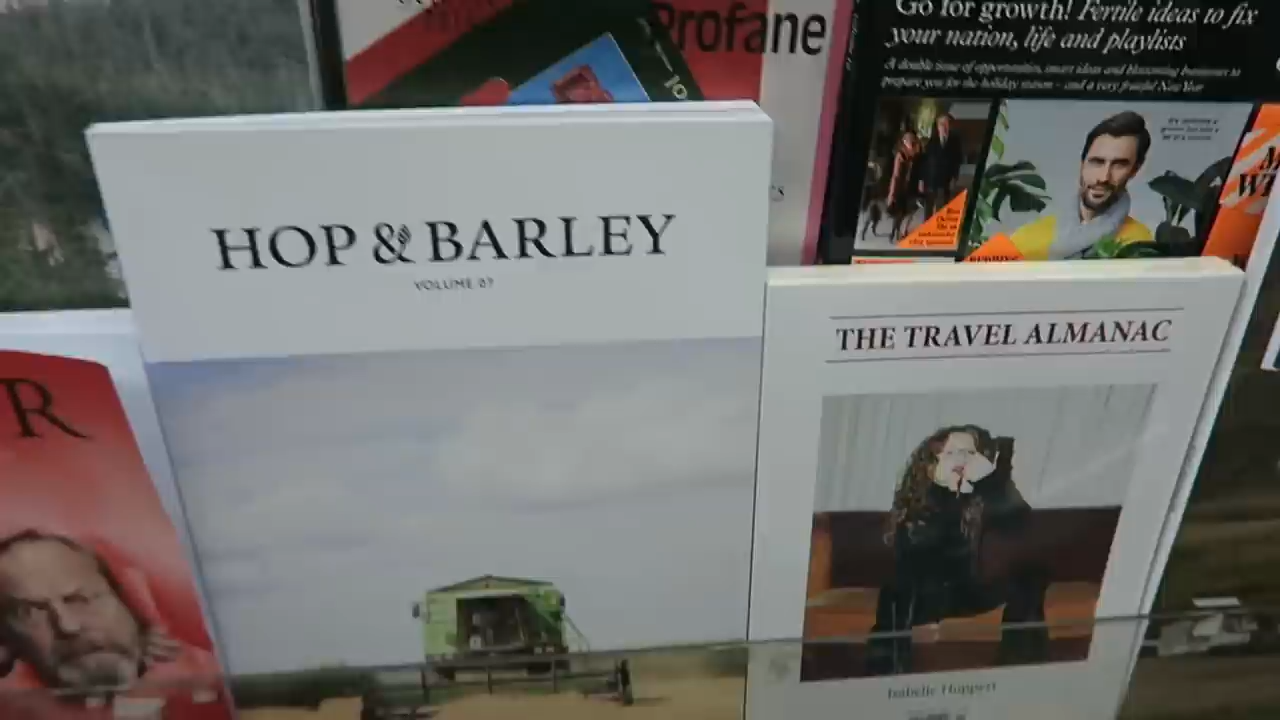 Profane
Go for growth! Fertile ideas to fix
your nation, life and playlists
A double issue of opportunities, smart ideas and blossoming businesses to
prepare you for the holiday season – and a very fruitful New Year
HOP & BARLEY
VOLUME 07
THE TRAVEL ALMANAC
Isabelle Huppert
R